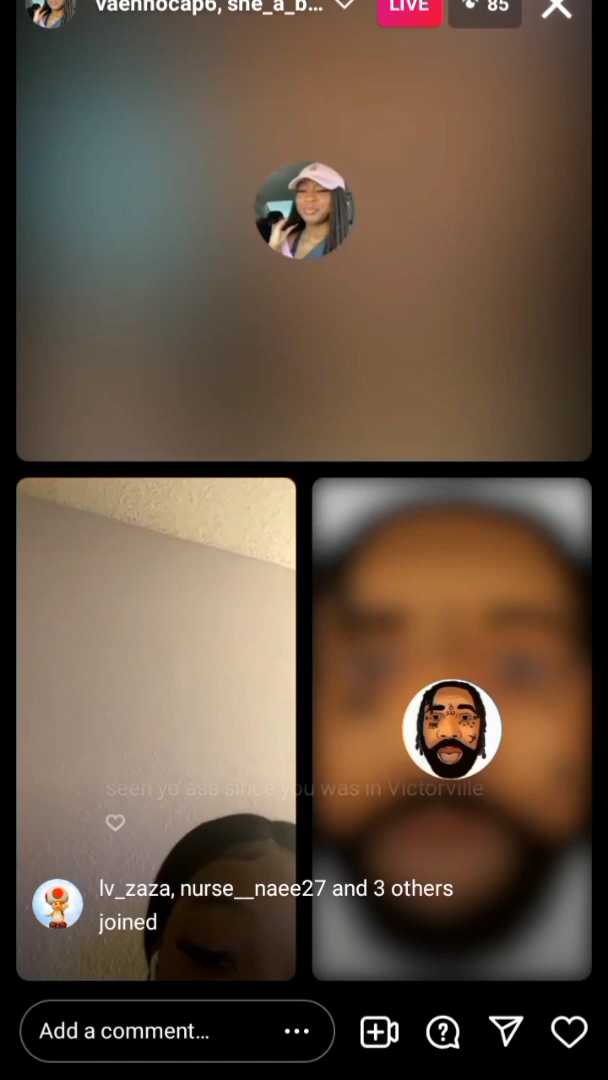 vaennocap6, she_a_b...
LIVE
85
seen yo ass since you was in Victorville
lv_zaza, nurse__naee27 and 3 others
joined
Add a comment...